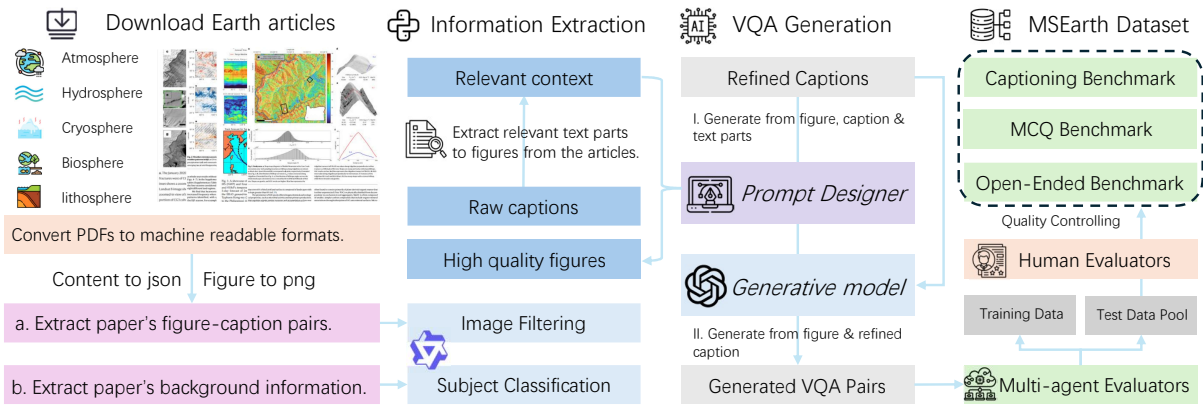 Download Earth articles
Atmosphere
Hydrosphere
Cryosphere
Biosphere
lithosphere
Convert PDFs to machine readable formats.
Content to json
Figure to png
a. Extract paper's figure-caption pairs.
b. Extract paper's background information.
Information Extraction
Relevant context
Extract relevant text parts
to figures from the articles.
Raw captions
High quality figures
Image Filtering
Subject Classification
AI
VQA Generation
Refined Captions
I. Generate from figure, caption &
text parts
Prompt Designer
Generative model
II. Generate from figure & refined
caption
Generated VQA Pairs
MSEarth Dataset
Captioning Benchmark
MCQ Benchmark
Open-Ended Benchmark
Quality Controlling
Human Evaluators
Training Data
Test Data Pool
Multi-agent Evaluators